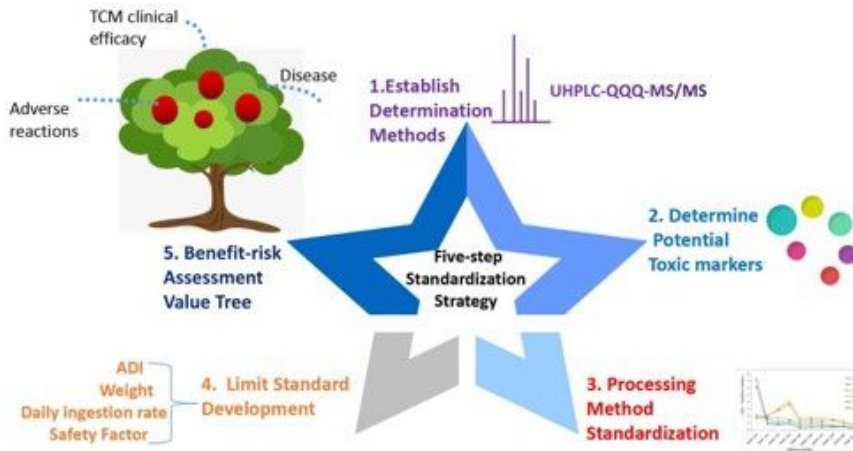 TCM clinical
efficacy
Disease
Adverse
reactions
1.Establish
Determination
Methods
UHPLC-QQQ-MS/MS
2. Determine
Potential
Toxic markers
5. Benefit-risk
Assessment
Value Tree
Five-step
Standardization
Strategy
ADI
Weight
Daily ingestion rate
Safety Factor
4. Limit Standard
Development
3. Processing
Method
Standardization